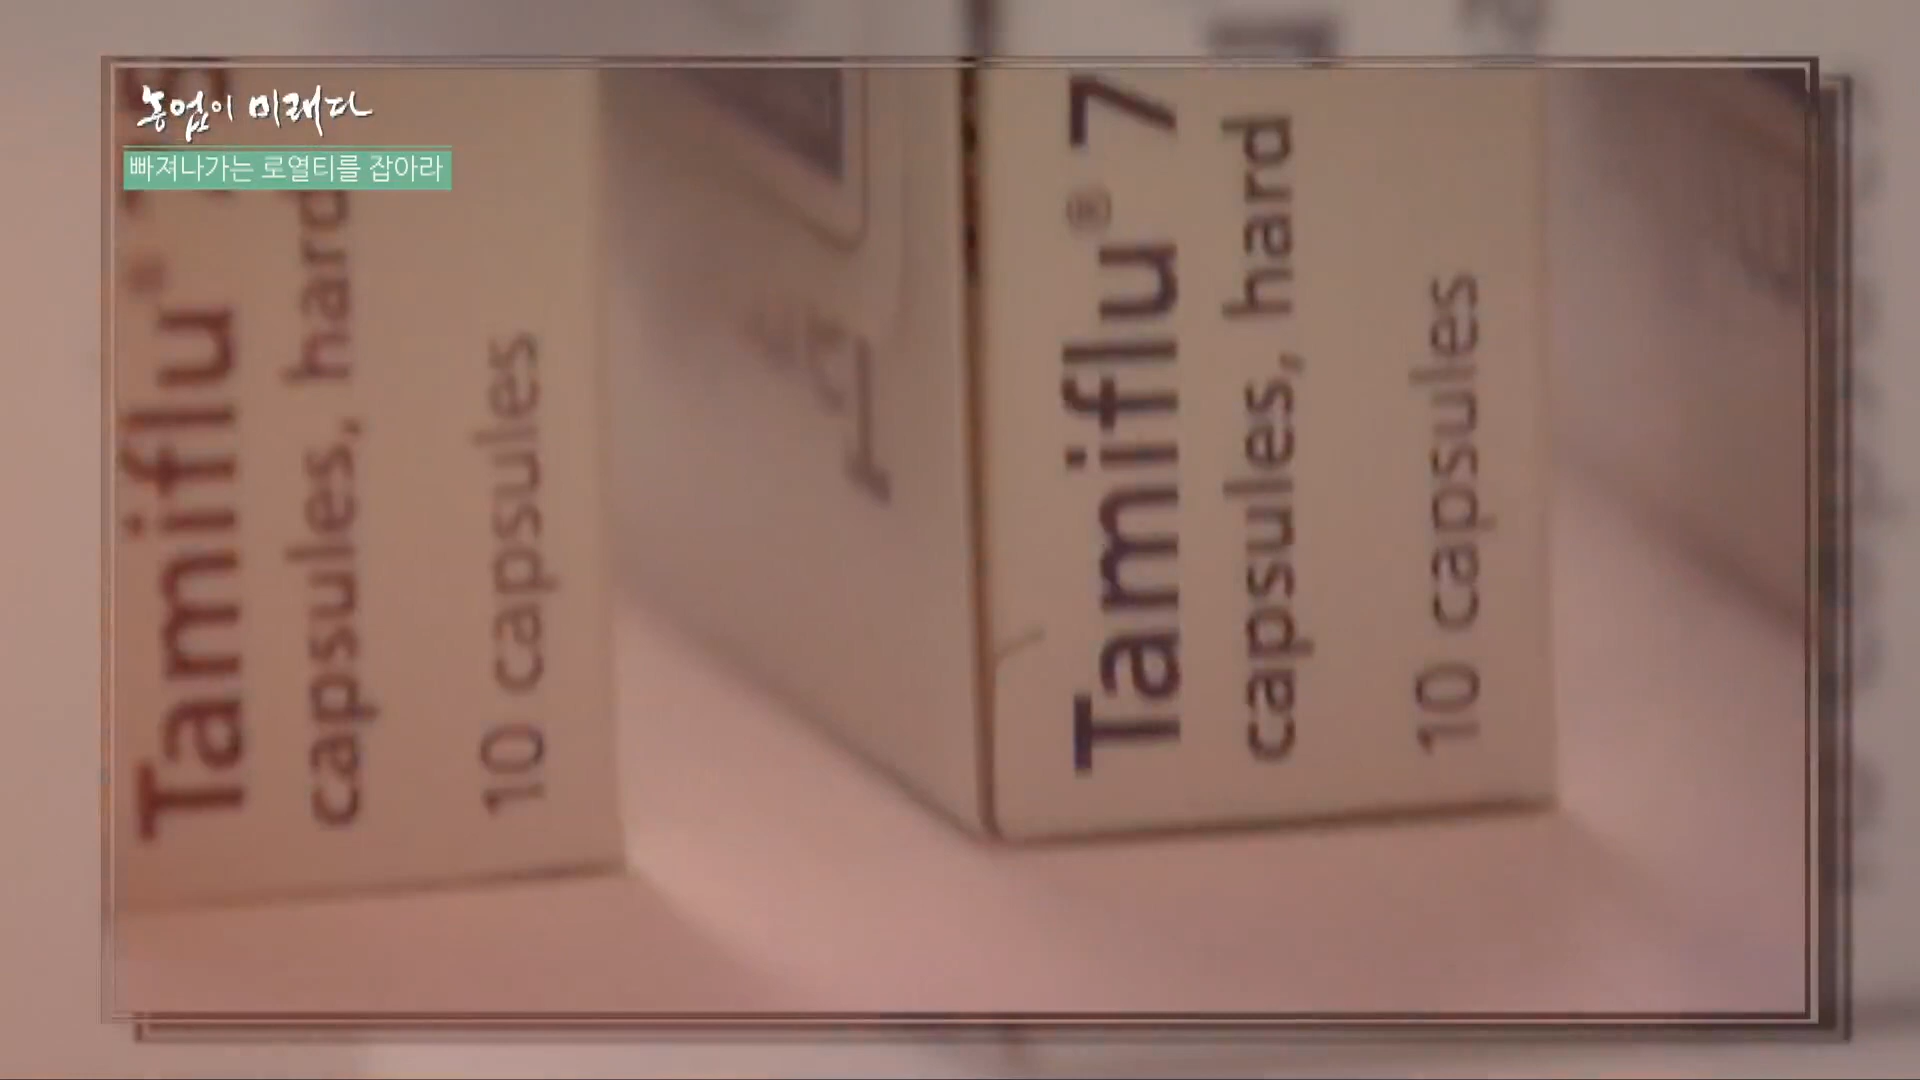 농업이 미래다
빠져나가는 로열티를 잡아라
Tamiflu
capsules, hard
10 capsules
Tamiflu® 7
capsules, hard
10 capsules